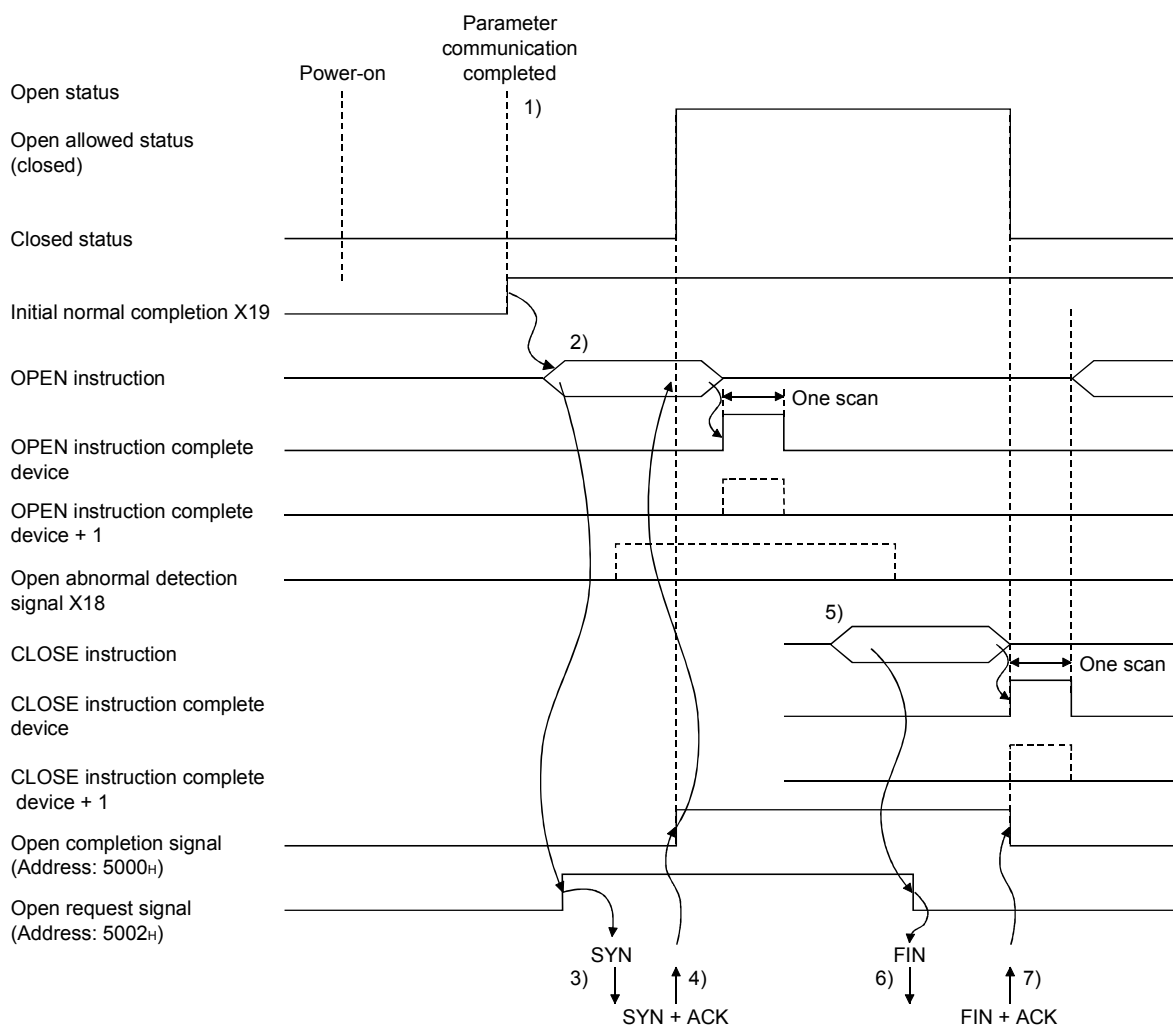 Parameter
communication
completed
Power-on
1)
Open status
Open allowed status
(closed)
Closed status
Initial normal completion X19
2)
OPEN instruction
One scan
OPEN instruction complete
device
OPEN instruction complete
device + 1
Open abnormal detection
signal X18
5)
CLOSE instruction
One scan
CLOSE instruction complete
device
CLOSE instruction complete
device + 1
Open completion signal
(Address: 5000H)
Open request signal
(Address: 5002H)
SYN
FIN
3)
4)
6)
7)
SYN + ACK
FIN + ACK